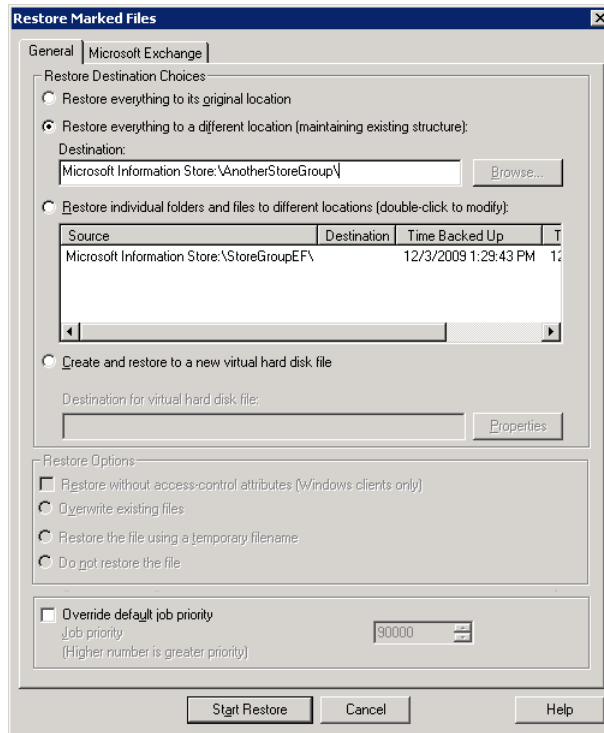 Restore Marked Files
General
Microsoft Exchange
Restore Destination Choices
Restore everything to its original location
Restore everything to a different location (maintaining existing structure):
Destination:
Microsoft Information Store:\AnotherStoreGroup\
Browse...
Restore individual folders and files to different locations (double-click to modify):
Source Destination Time Backed Up T
Microsoft Information Store:\StoreGroupEF\ 12/3/2009 1:29:43 PM 12
Create and restore to a new virtual hard disk file
Destination for virtual hard disk file:
Properties
Restore Options
Restore without access-control attributes (Windows clients only)
Overwrite existing files
Restore the file using a temporary filename
Do not restore the file
Override default job priority
Job priority 90000
(Higher number is greater priority)
Start Restore Cancel Help